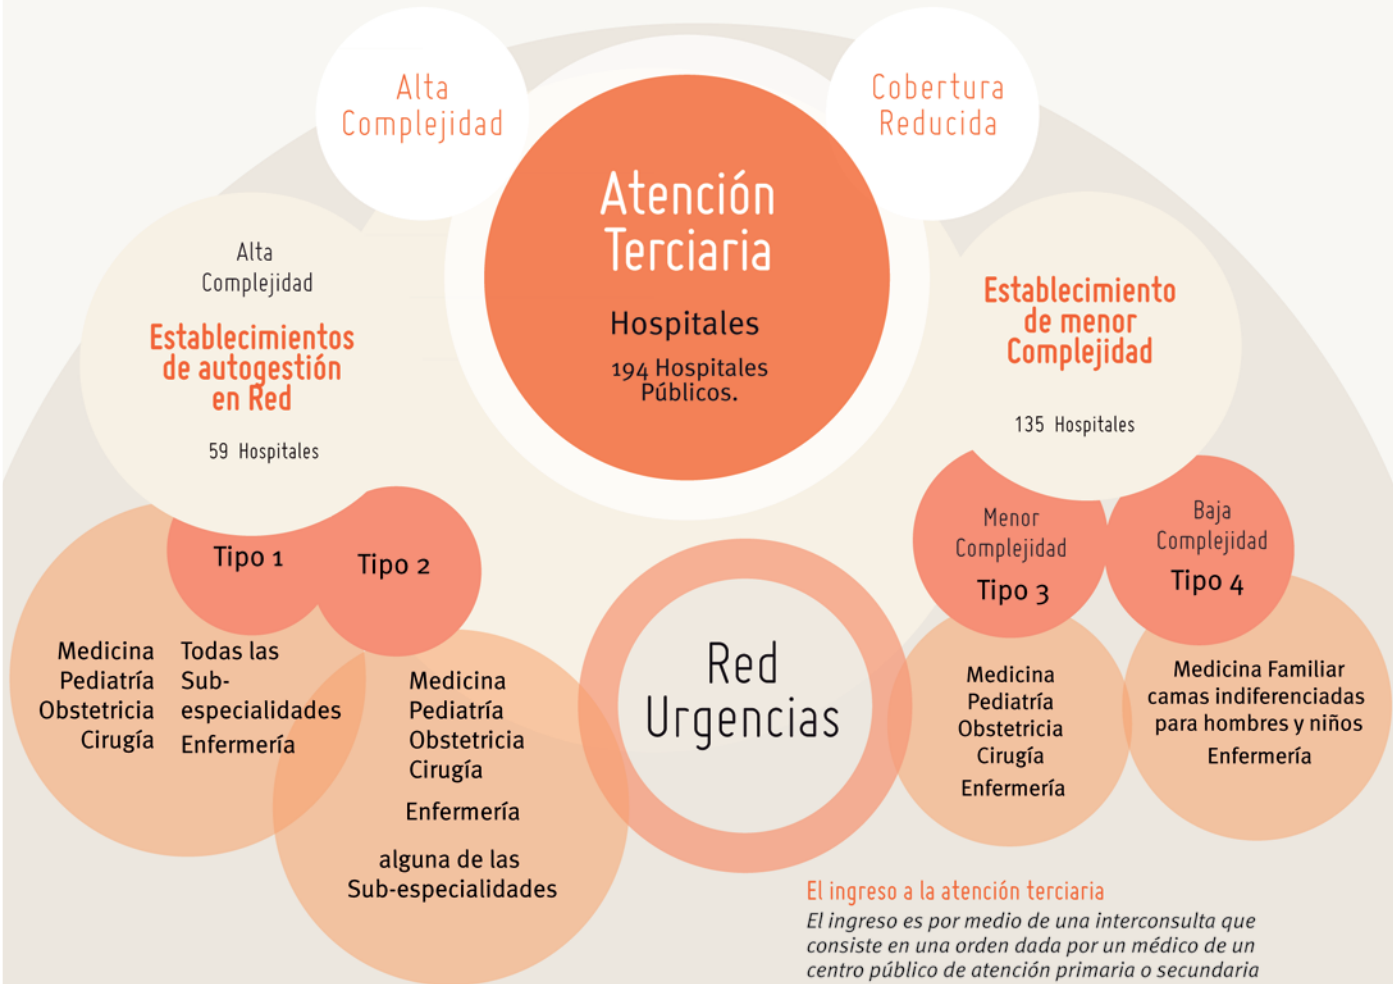 Alta
Complejidad
Cobertura
Reducida
Atención
Terciaria
Hospitales
194 Hospitales
Públicos.
Alta
Complejidad
Establecimientos
de autogestión
en Red
59 Hospitales
Establecimiento
de menor
Complejidad
135 Hospitales
Tipo 1
Tipo 2
Menor
Complejidad
Tipo 3
Baja
Complejidad
Tipo 4
Medicina
Pediatría
Obstetricia
Cirugía
Todas las
Sub-
especialidades
Enfermería
Medicina
Pediatría
Obstetricia
Cirugía
Enfermería
alguna de las
Sub-especialidades
Red
Urgencias
Medicina
Pediatría
Obstetricia
Cirugía
Enfermería
Medicina Familiar
camas indiferenciadas
para hombres y niños
Enfermería
El ingreso a la atención terciaria
El ingreso es por medio de una interconsulta que
consiste en una orden dada por un médico de un
centro público de atención primaria o secundaria